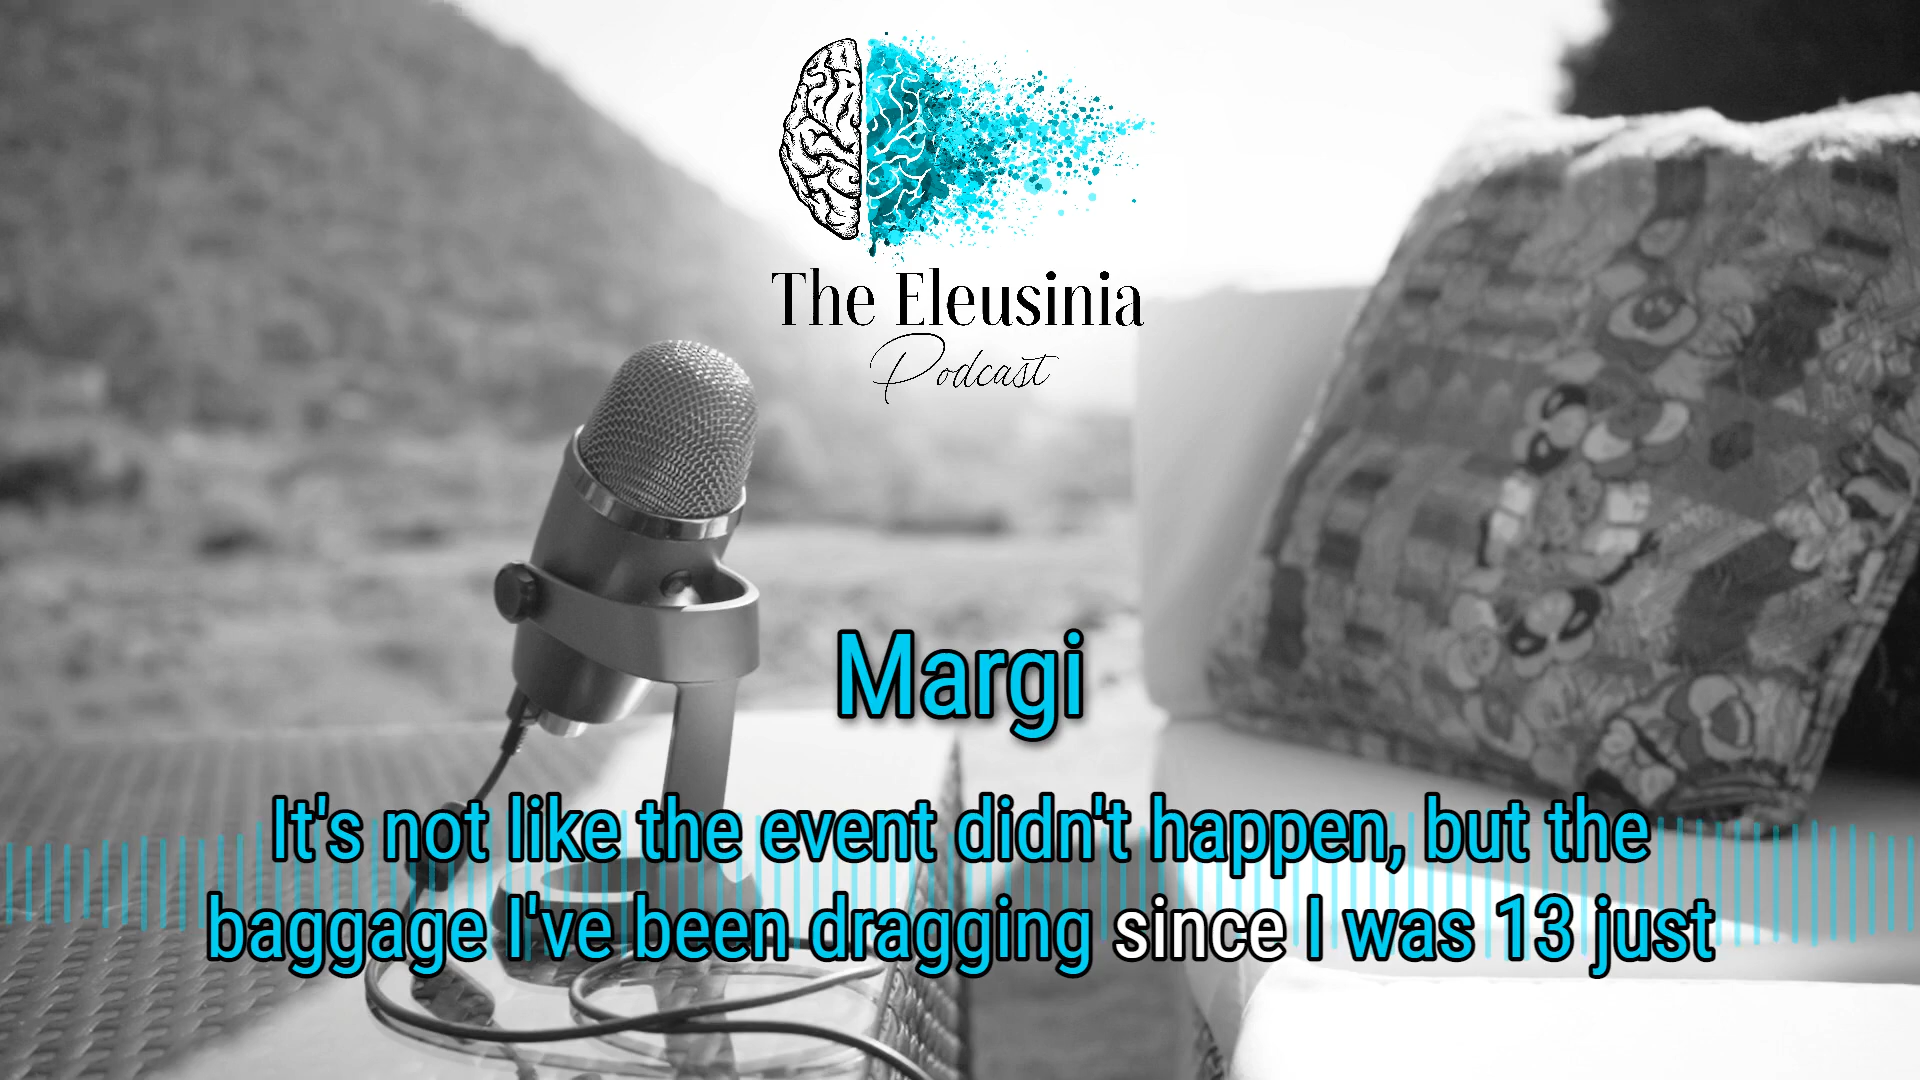 The Eleusinia
Podcast
Margi
It's not like the event didn't happen, but the
baggage I've been dragging since I was 13 just